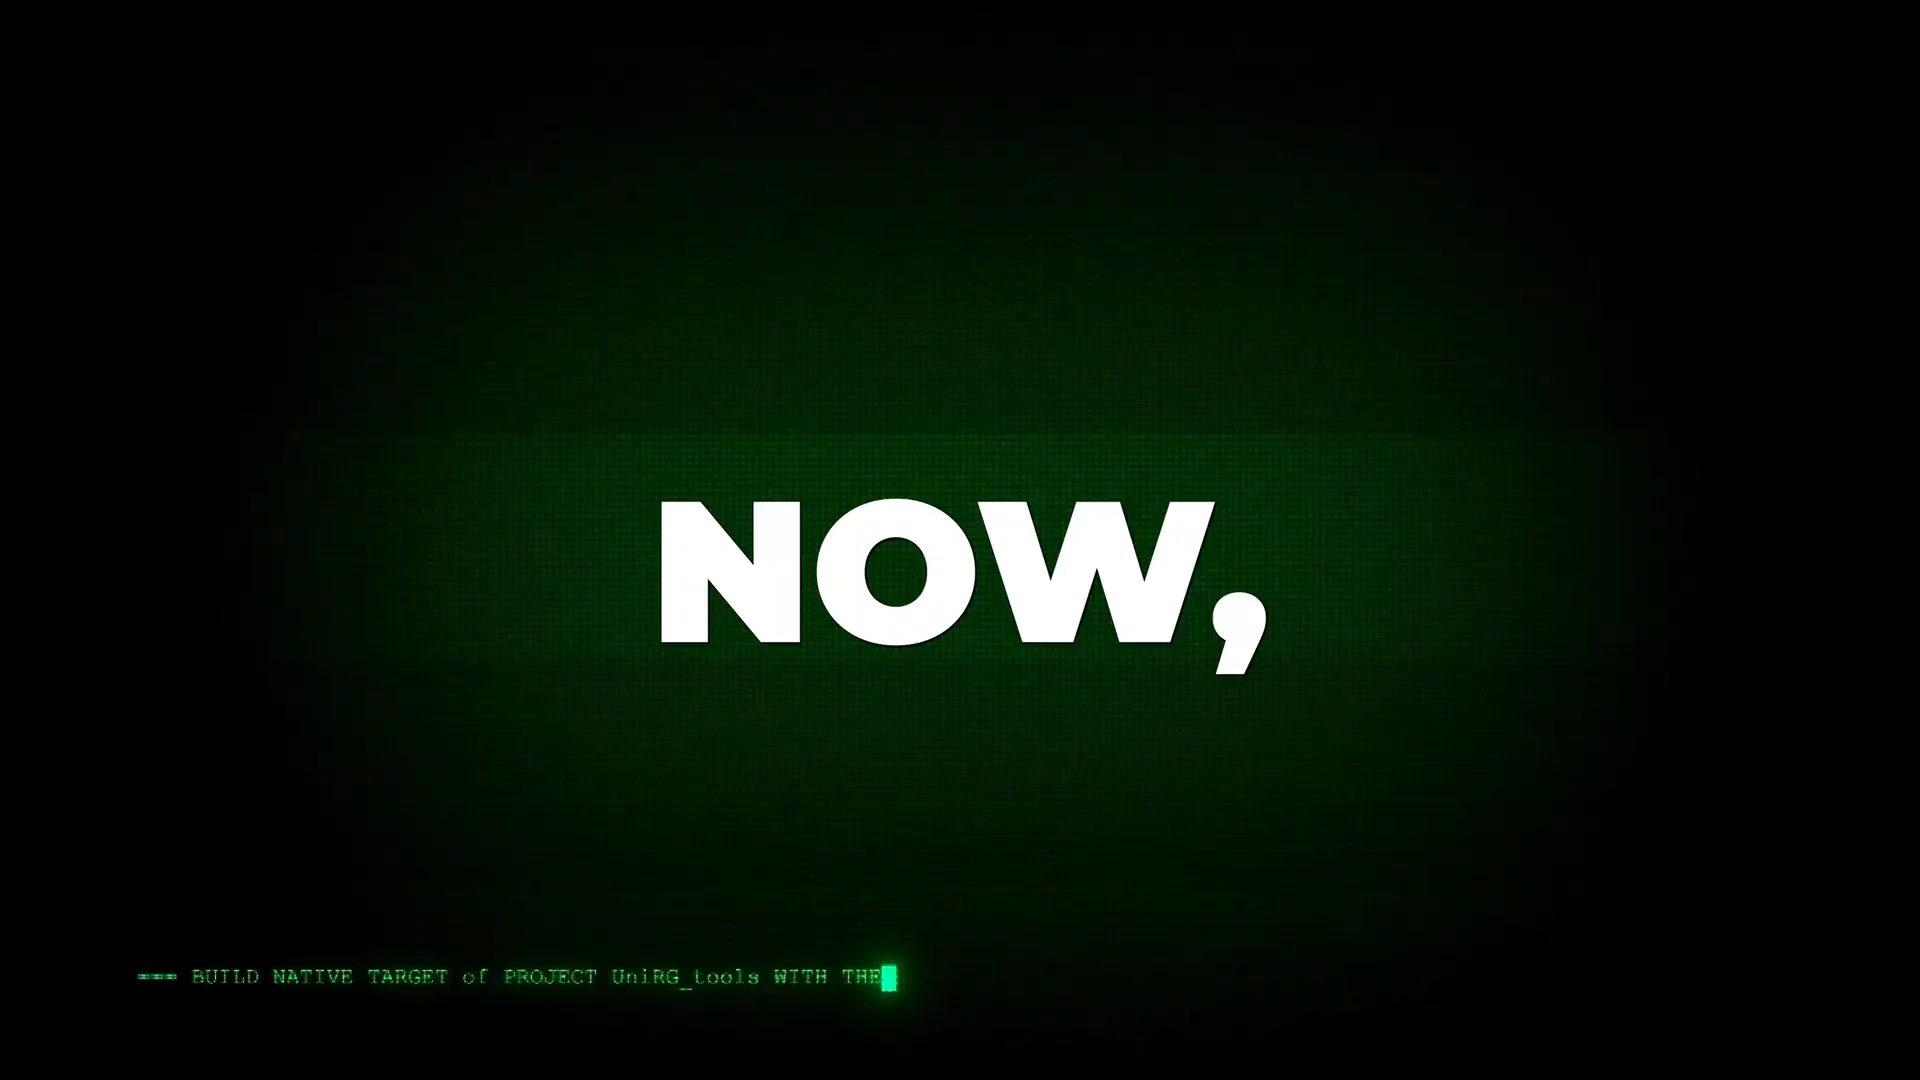 NOW,
=== BUILD NATIVE TARGET of PROJECT UniRG_tools WITH THE